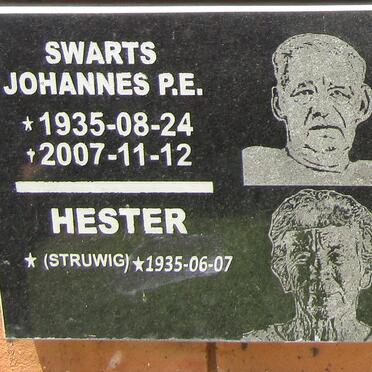 SWARTS
JOHANNES P.E.
* 1935-08-24
† 2007-11-12
HESTER
* (STRUWIG) * 1935-06-07